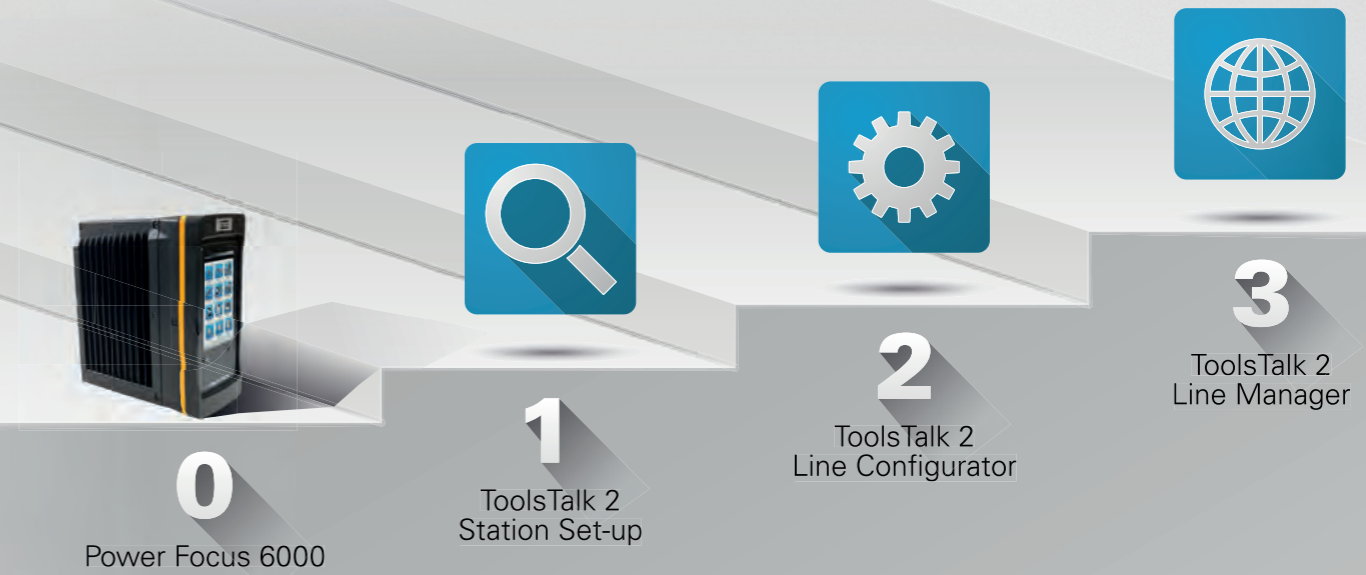 0
Power Focus 6000
1
ToolsTalk 2
Station Set-up
2
ToolsTalk 2
Line Configurator
3
ToolsTalk 2
Line Manager